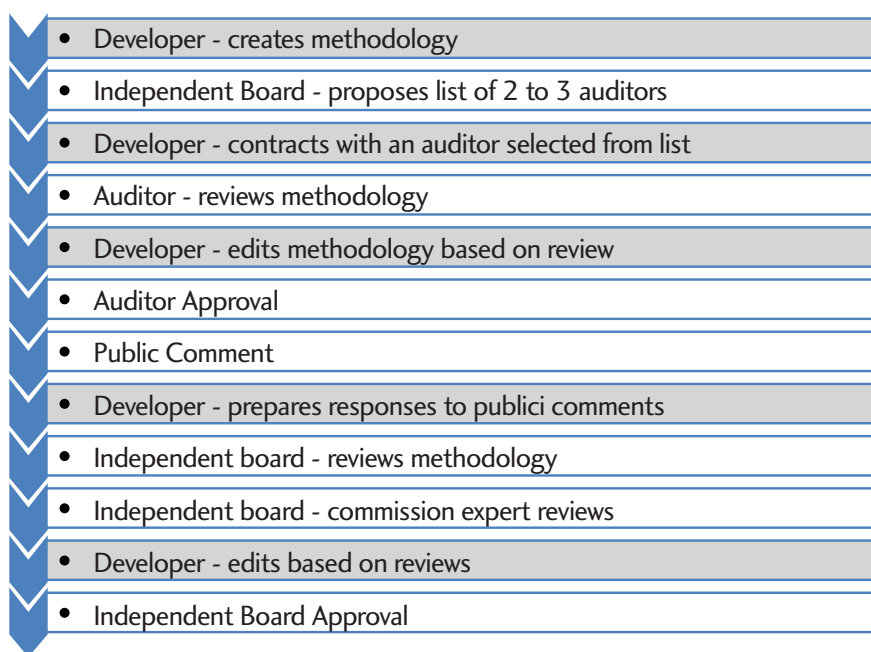 • Developer - creates methodology
• Independent Board - proposes list of 2 to 3 auditors
• Developer - contracts with an auditor selected from list
• Auditor - reviews methodology
• Developer - edits methodology based on review
• Auditor Approval
• Public Comment
• Developer - prepares responses to publici comments
• Independent board - reviews methodology
• Independent board - commission expert reviews
• Developer - edits based on reviews
• Independent Board Approval